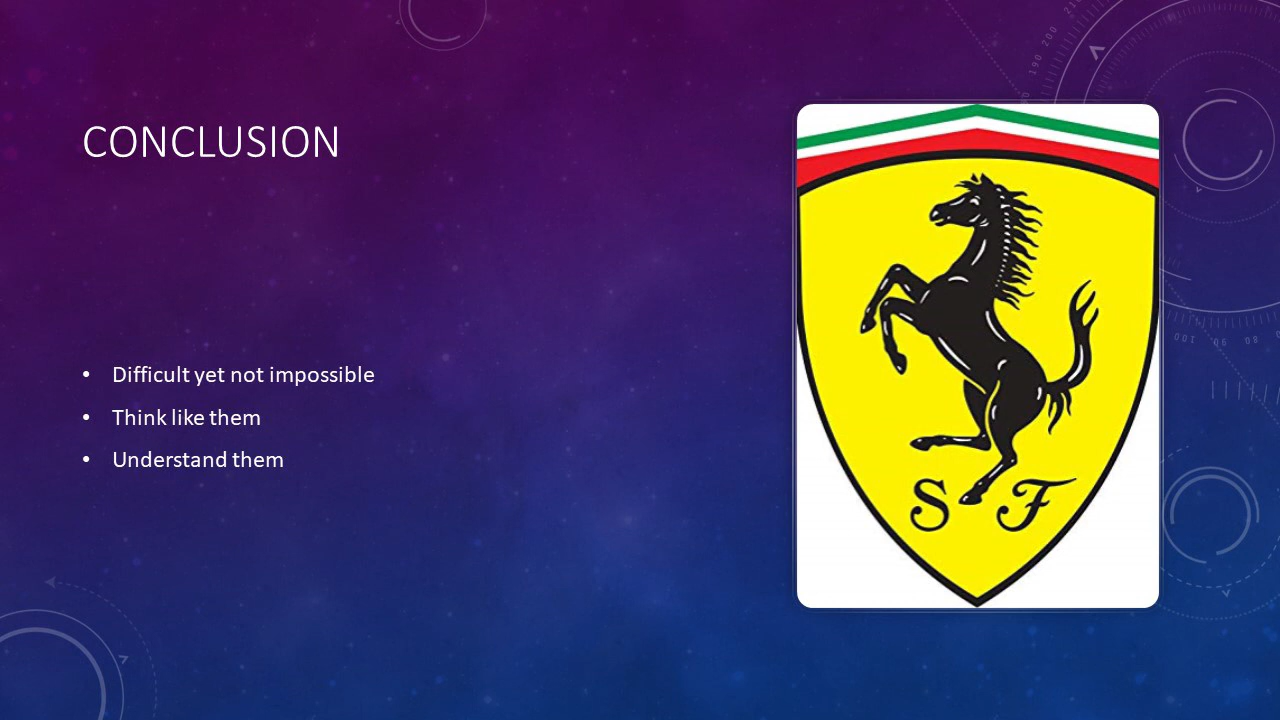 CONCLUSION
• Difficult yet not impossible
• Think like them
• Understand them
S F